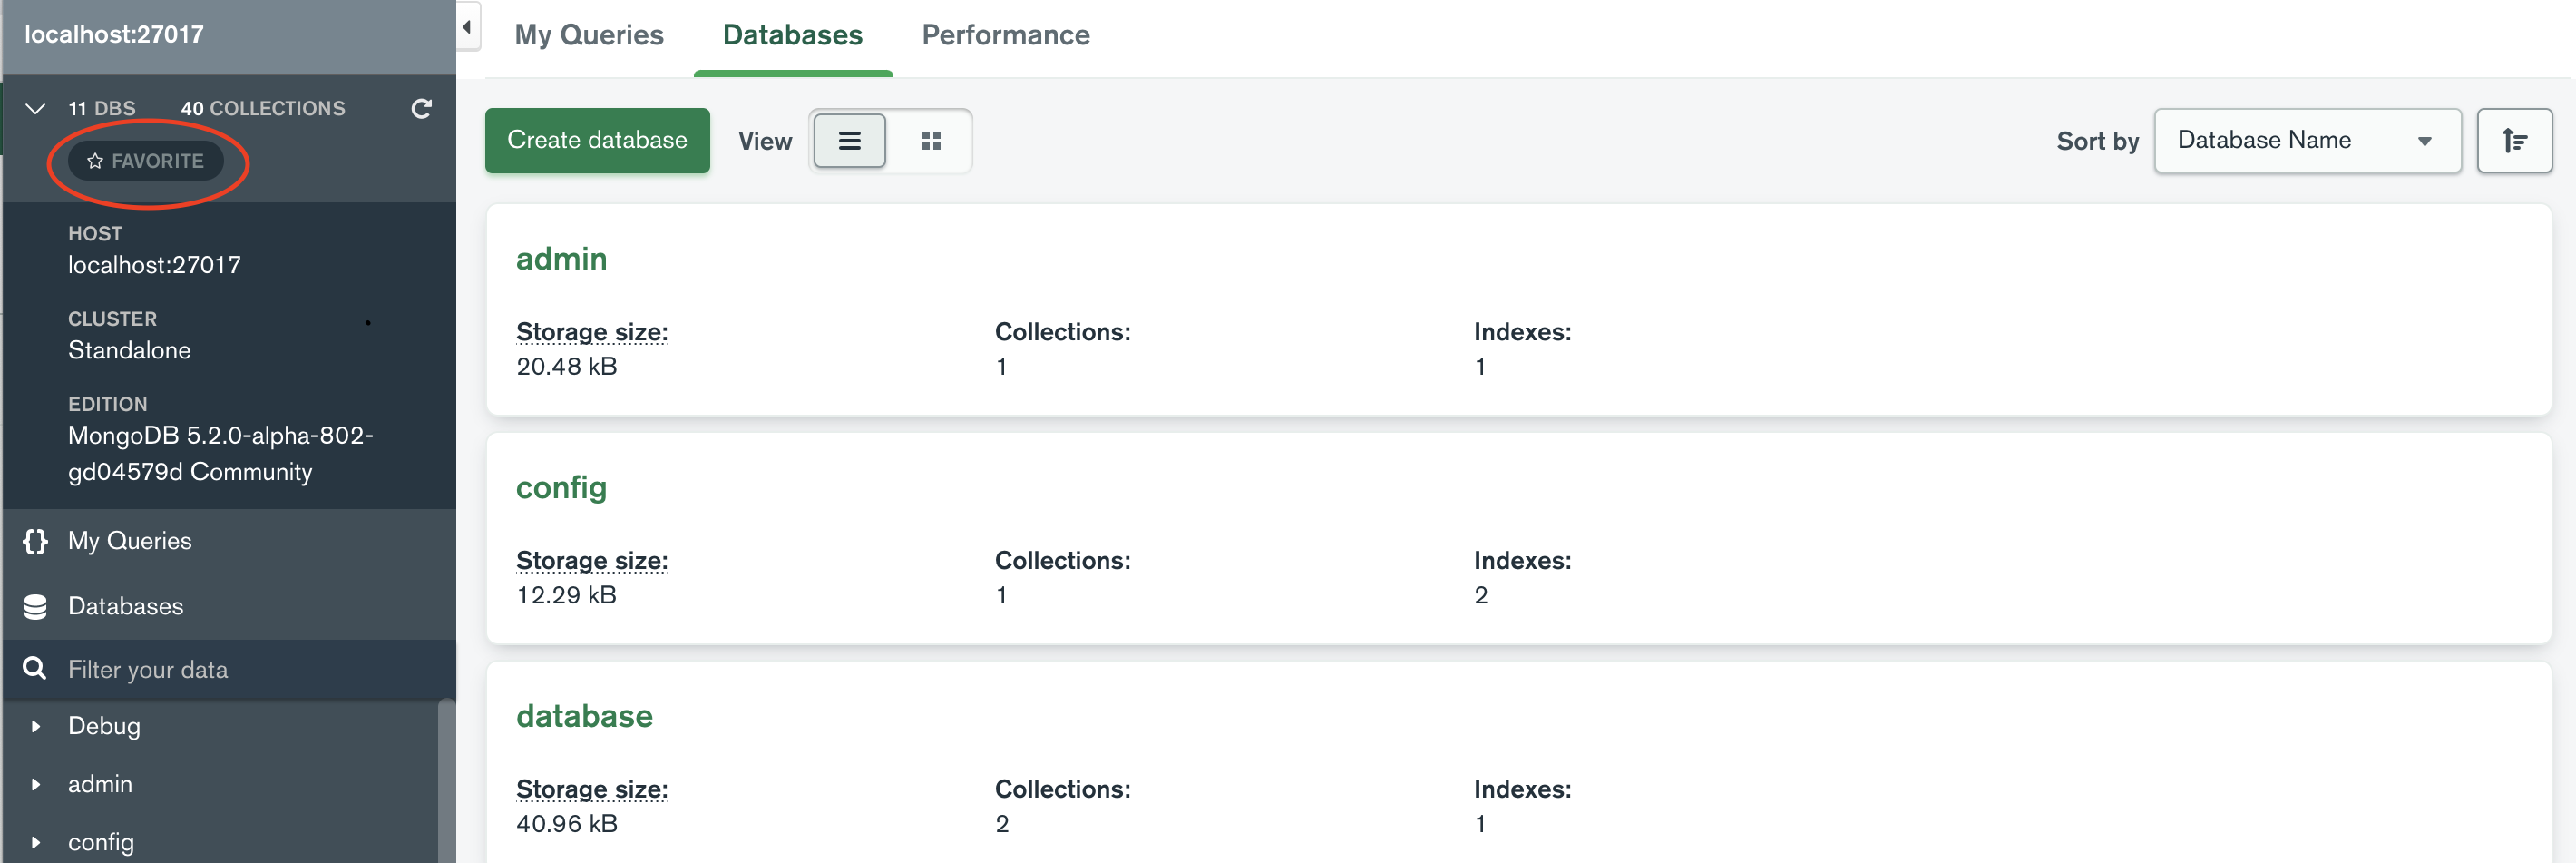 localhost:27017
11 DBS 40 COLLECTIONS
FAVORITE
HOST
localhost:27017
CLUSTER
Standalone
EDITION
MongoDB 5.2.0-alpha-802-
gd04579d Community
My Queries
Databases
Filter your data
Debug
admin
config
My Queries Databases Performance
Create database View Sort by Database Name
admin
Storage size: Collections: Indexes:
20.48 kB 1 1
config
Storage size: Collections: Indexes:
12.29 kB 1 2
database
Storage size: Collections: Indexes:
40.96 kB 2 1